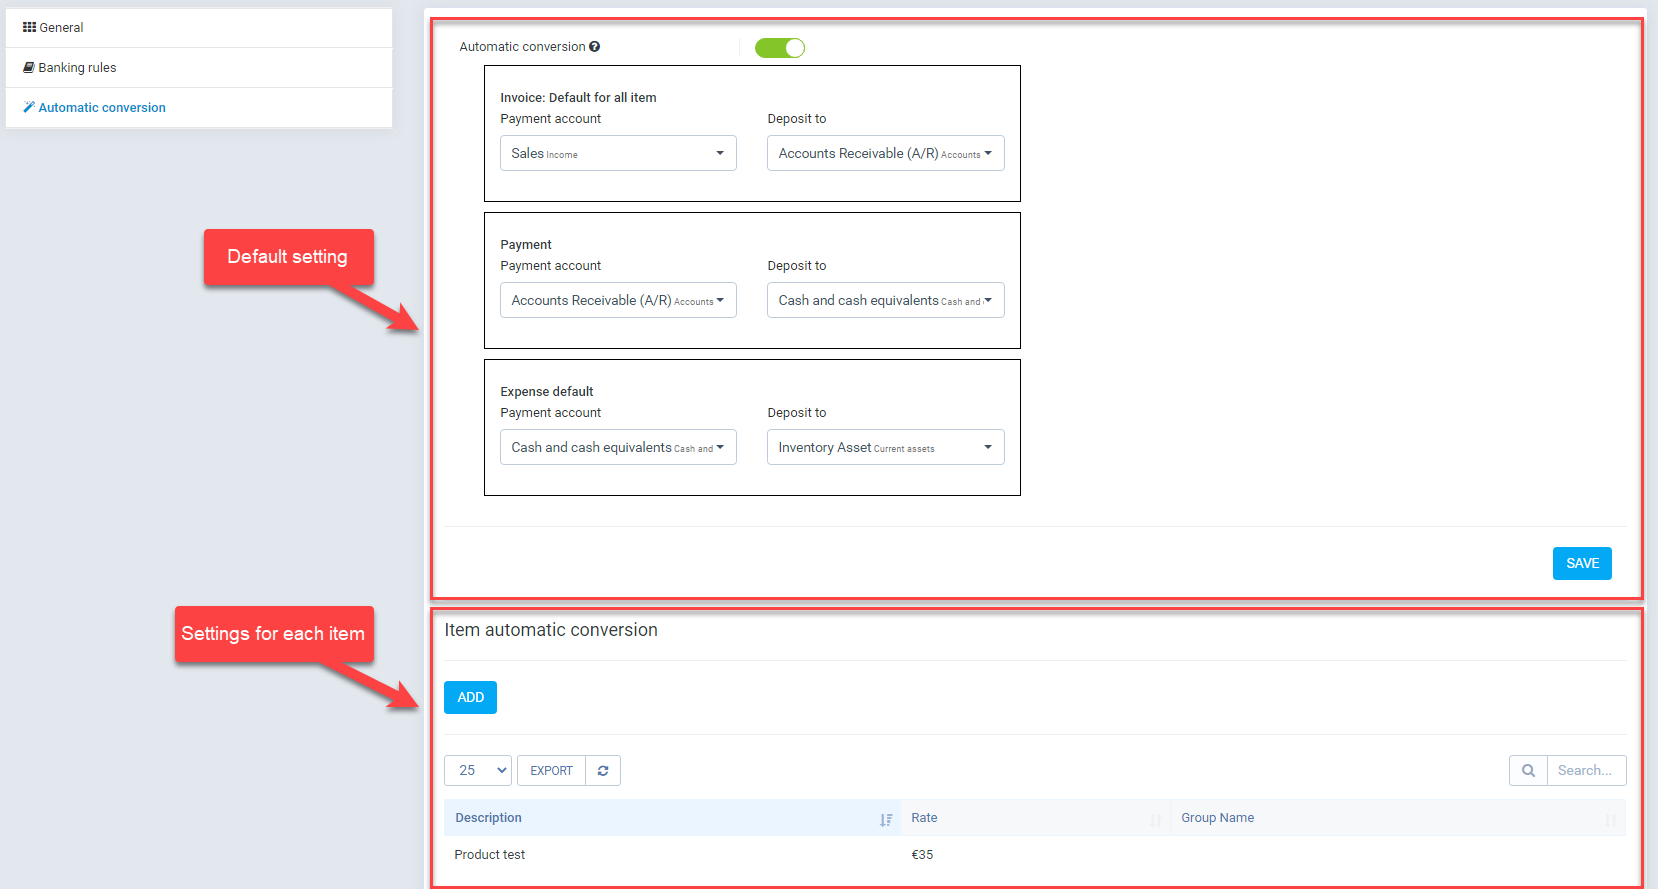 General
Banking rules
Automatic conversion
Automatic conversion
Invoice: Default for all item
Payment account Deposit to
Sales Income Accounts Receivable (A/R) Accounts
Default setting
Payment
Payment account Deposit to
Accounts Receivable (A/R) Accounts Cash and cash equivalents Cash and
Expense default
Payment account Deposit to
Cash and cash equivalents Cash and Inventory Asset Current assets
SAVE
Settings for each item
Item automatic conversion
ADD
25 EXPORT Search...
Description Rate Group Name
Product test €35